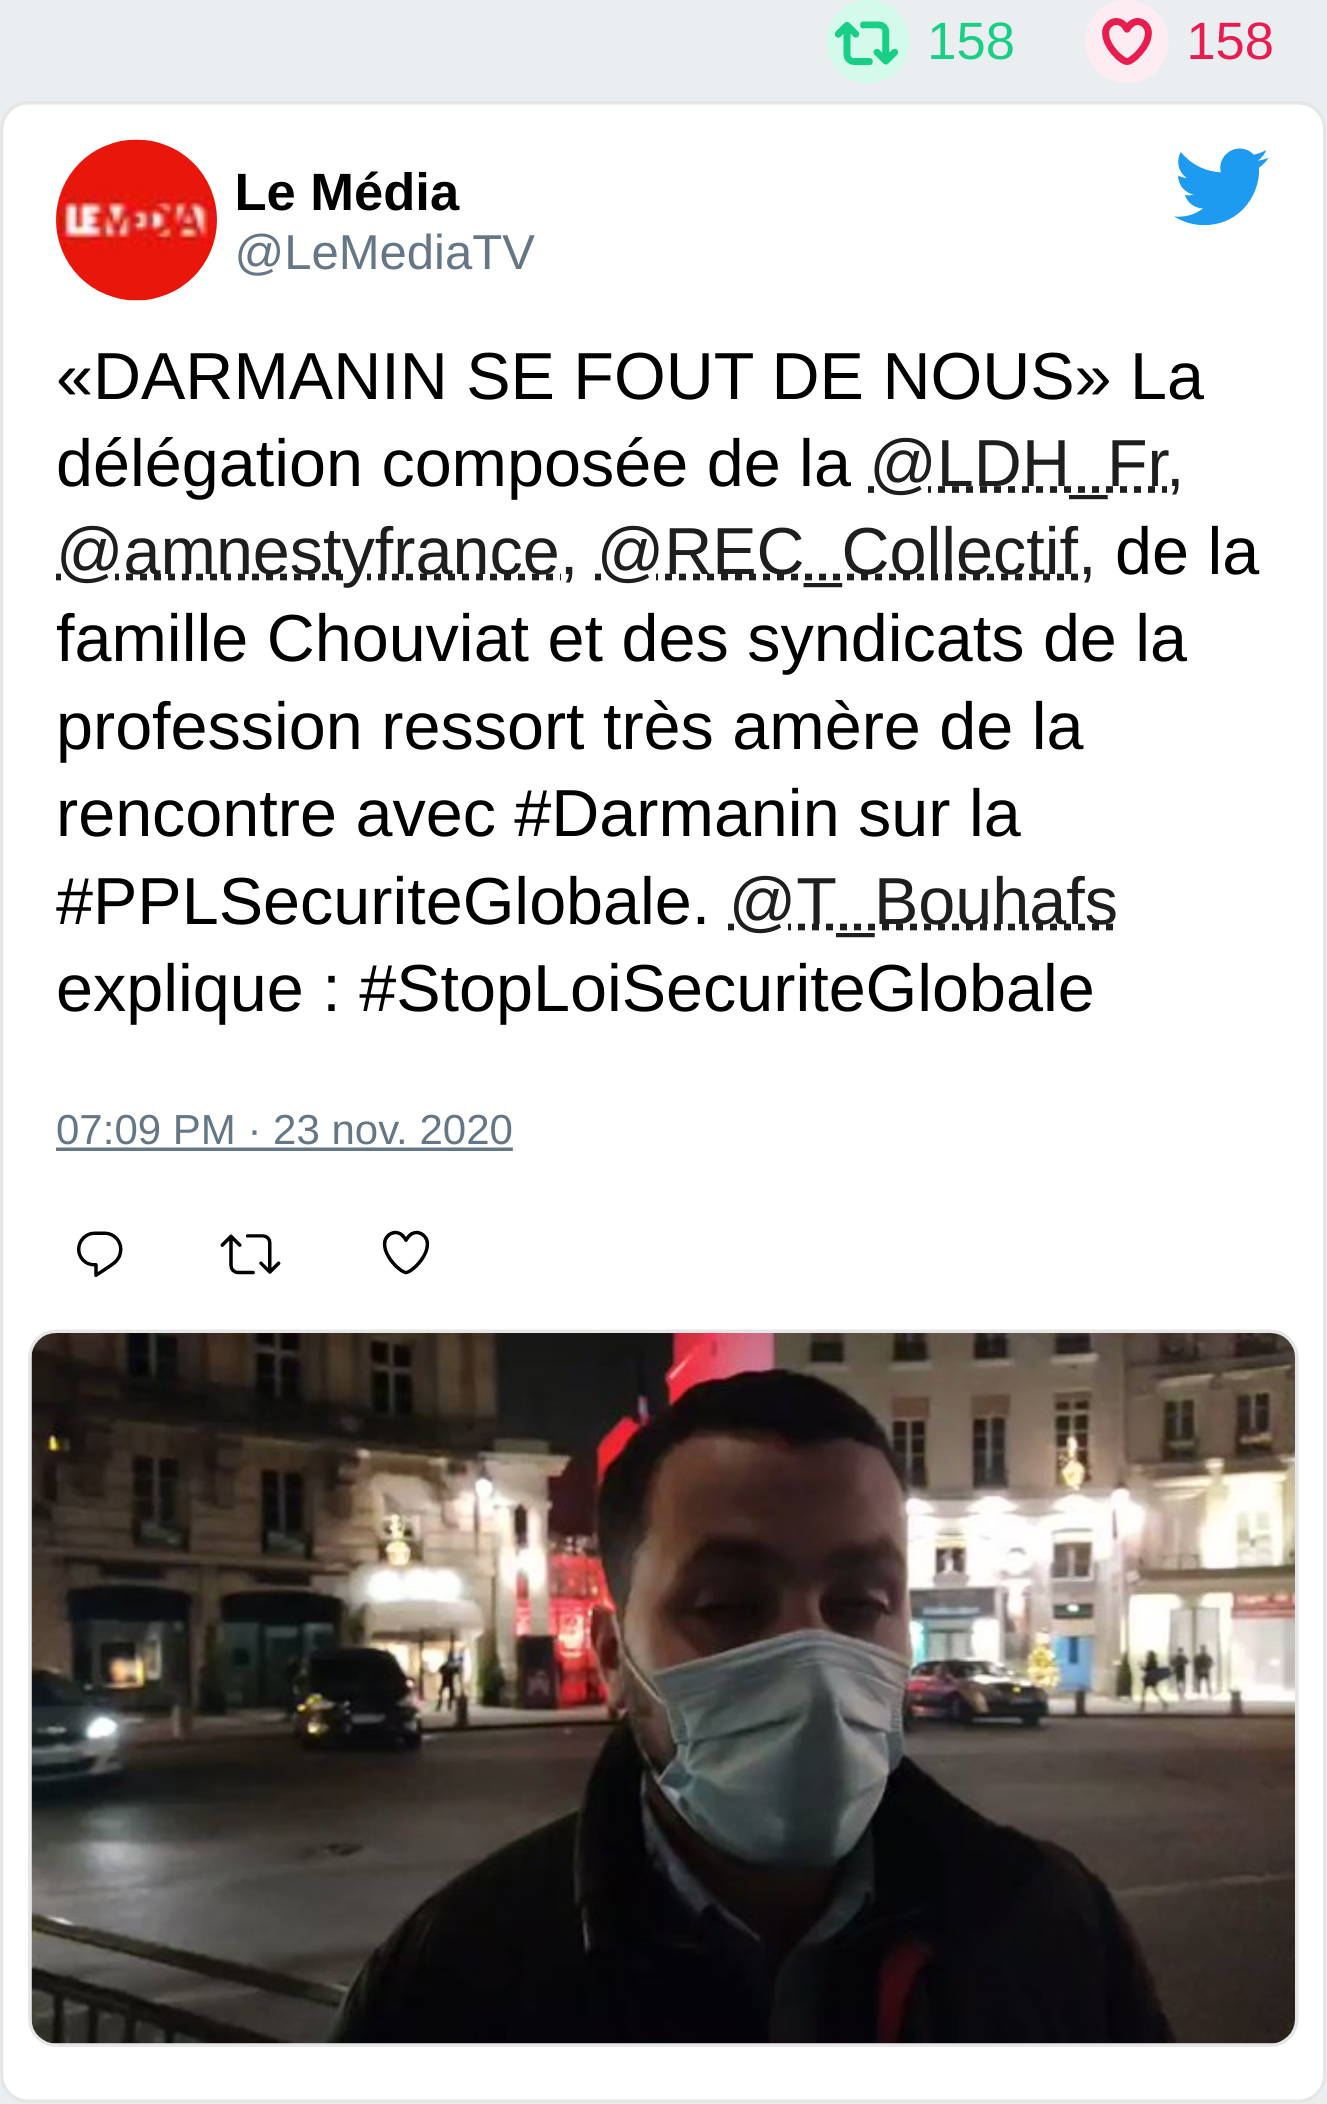 158 158
LE MEDIA
Le Média
@LeMediaTV
«DARMANIN SE FOUT DE NOUS» La
délégation composée de la @LDH_Fr,
@amnestyfrance, @REC_Collectif, de la
famille Chouviat et des syndicats de la
profession ressort très amère de la
rencontre avec #Darmanin sur la
#PPLSecuriteGlobale. @T_Bouhafs
explique : #StopLoiSecuriteGlobale
07:09 PM · 23 nov. 2020